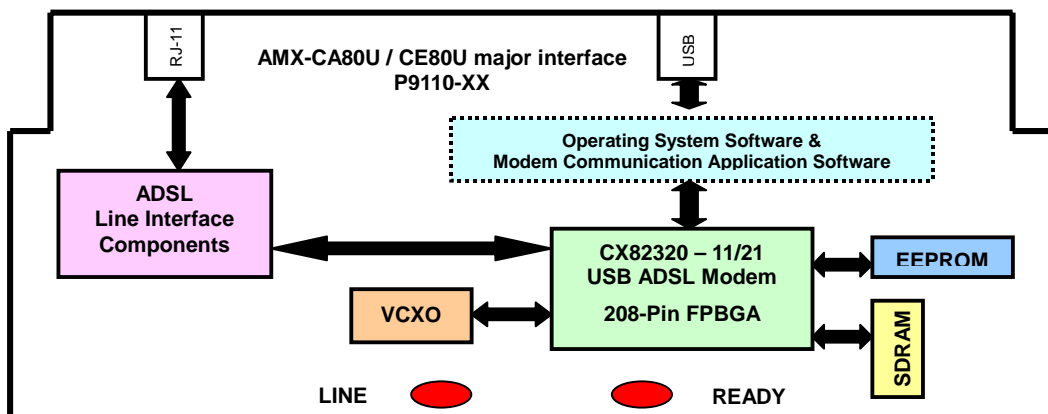 RJ-11
AMX-CA80U / CE80U major interface
P9110-XX
USB
Operating System Software &
Modem Communication Application Software
ADSL
Line Interface
Components
CX82320 – 11/21
USB ADSL Modem
208-Pin FPBGA
EEPROM
VCXO
SDRAM
LINE
READY